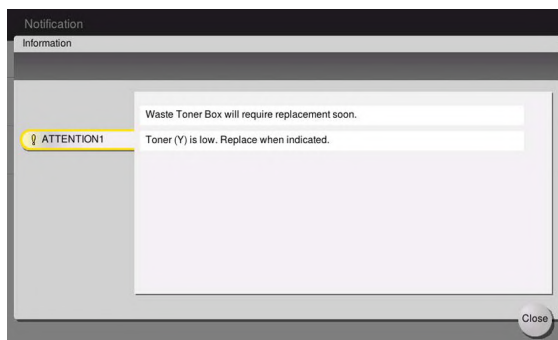 Notification
Information
Waste Toner Box will require replacement soon.
ATTENTION1
Toner (Y) is low. Replace when indicated.
Close